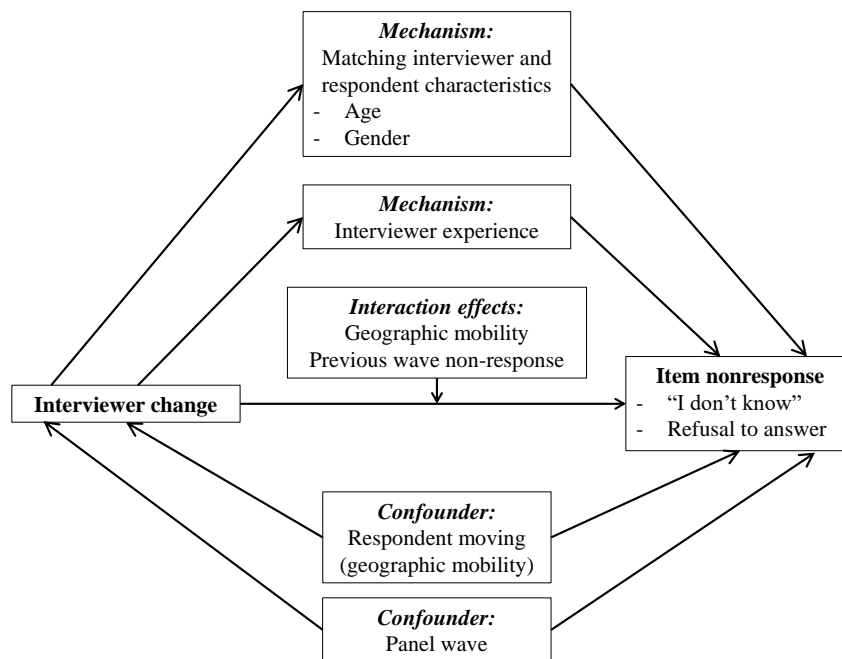 Mechanism:
Matching interviewer and
respondent characteristics
- Age
- Gender
Mechanism:
Interviewer experience
Interaction effects:
Geographic mobility
Previous wave non-response
Interviewer change
Item nonresponse
- “I don’t know”
- Refusal to answer
Confounder:
Respondent moving
(geographic mobility)
Confounder:
Panel wave